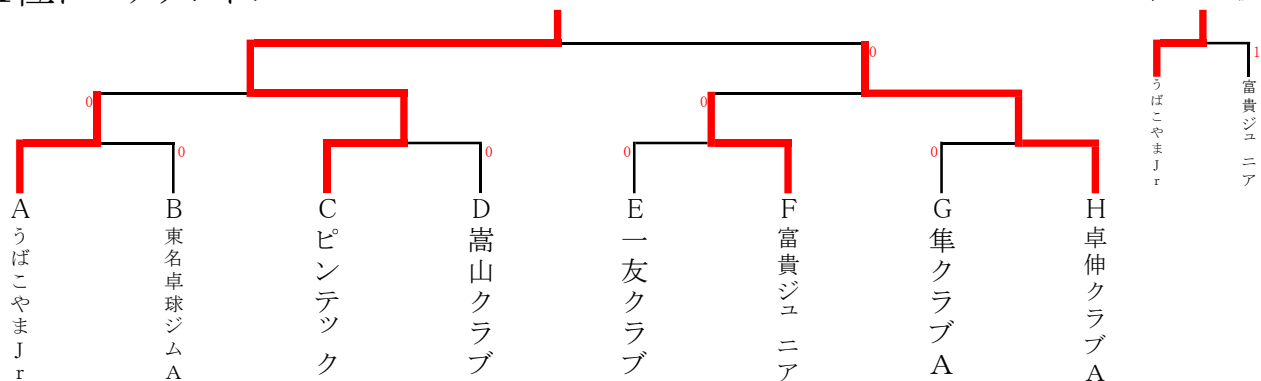 0
0
0
0
0
0
0
1
A うばこやまJr
B 東名卓球ジムA
C ピンテック
D 嵩山クラブ
E 一友クラブ
F 富貴ジュニア
G 隼クラブA
H 卓伸クラブA
うばこやまJr
富貴ジュニア